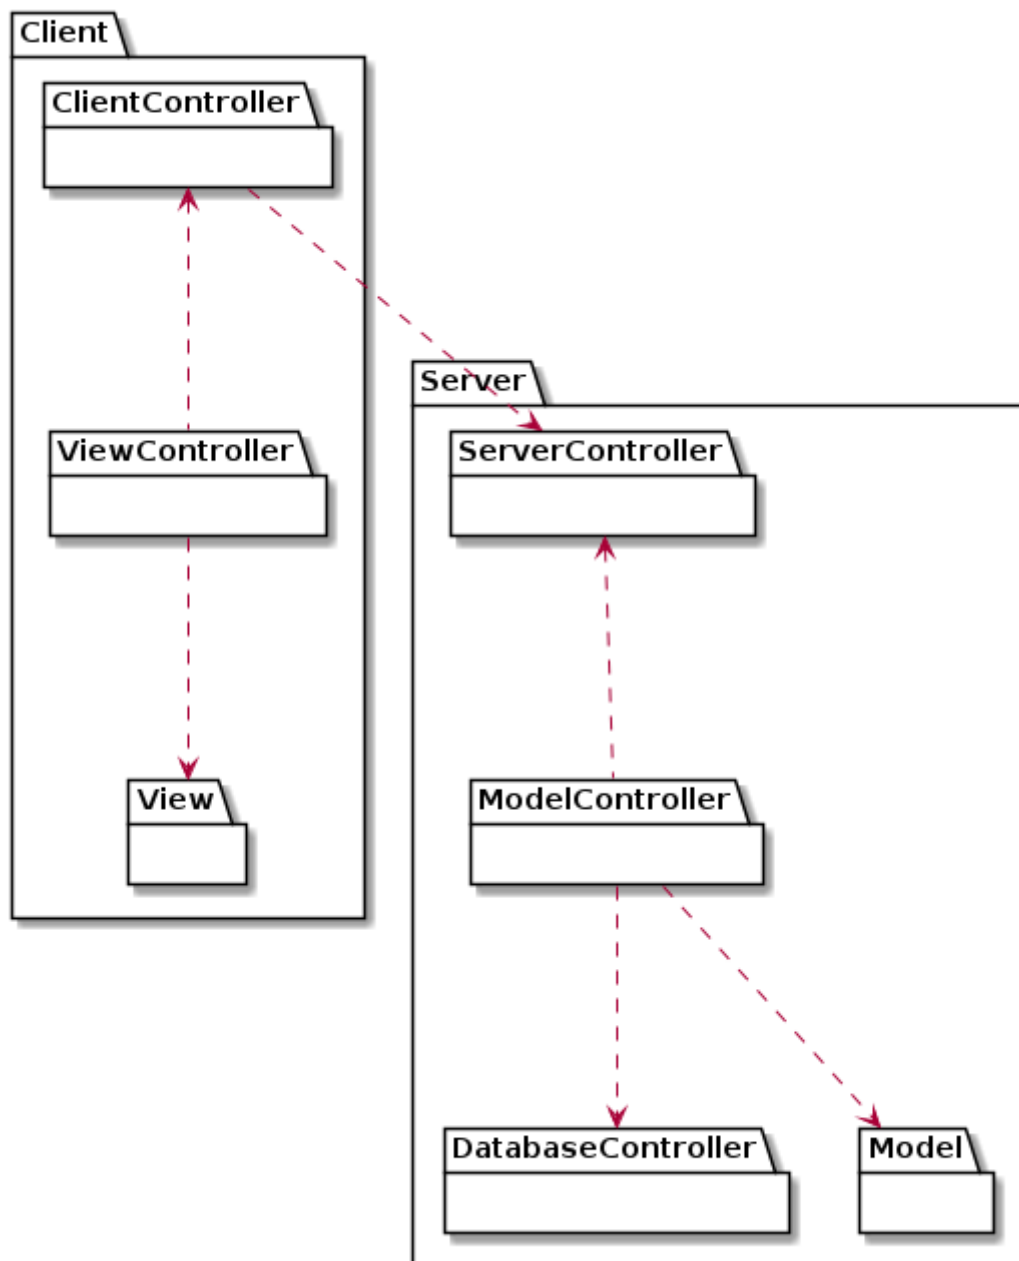 Client
ClientController
Server
ViewController
ServerController
View
ModelController
DatabaseController
Model